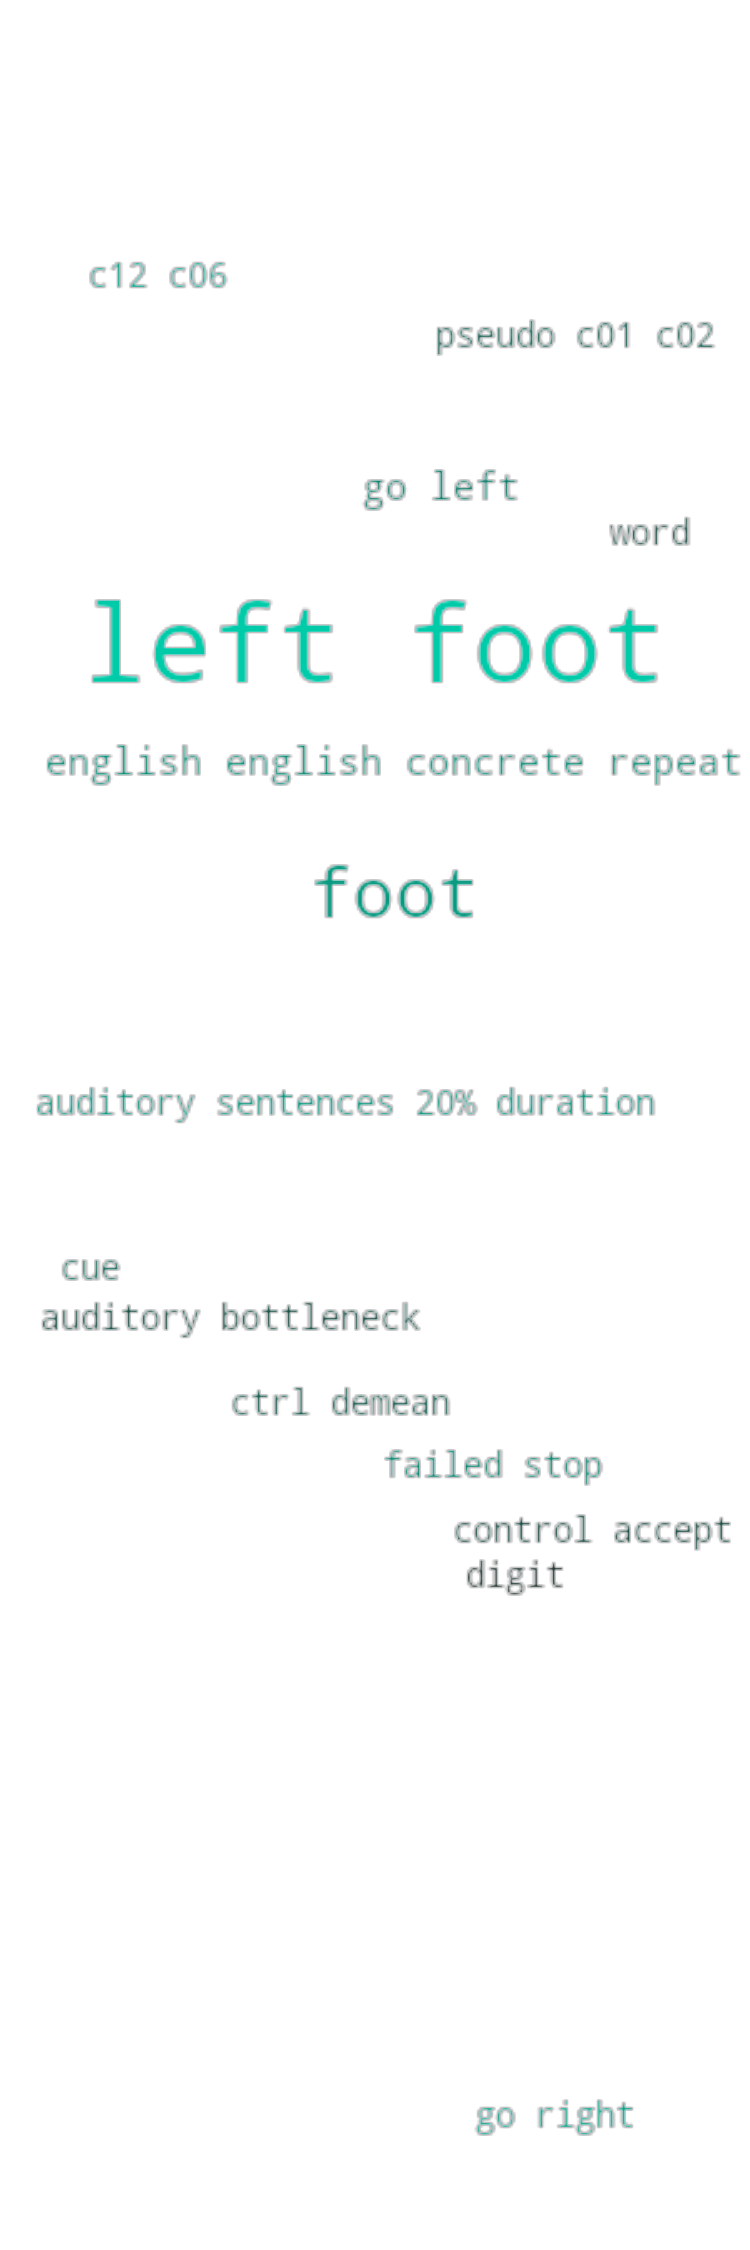 c12 c06
pseudo c01 c02
go left
word
left foot
english english concrete repeat
foot
auditory sentences 20% duration
cue
auditory bottleneck
ctrl demean
failed stop
control accept
digit
go right